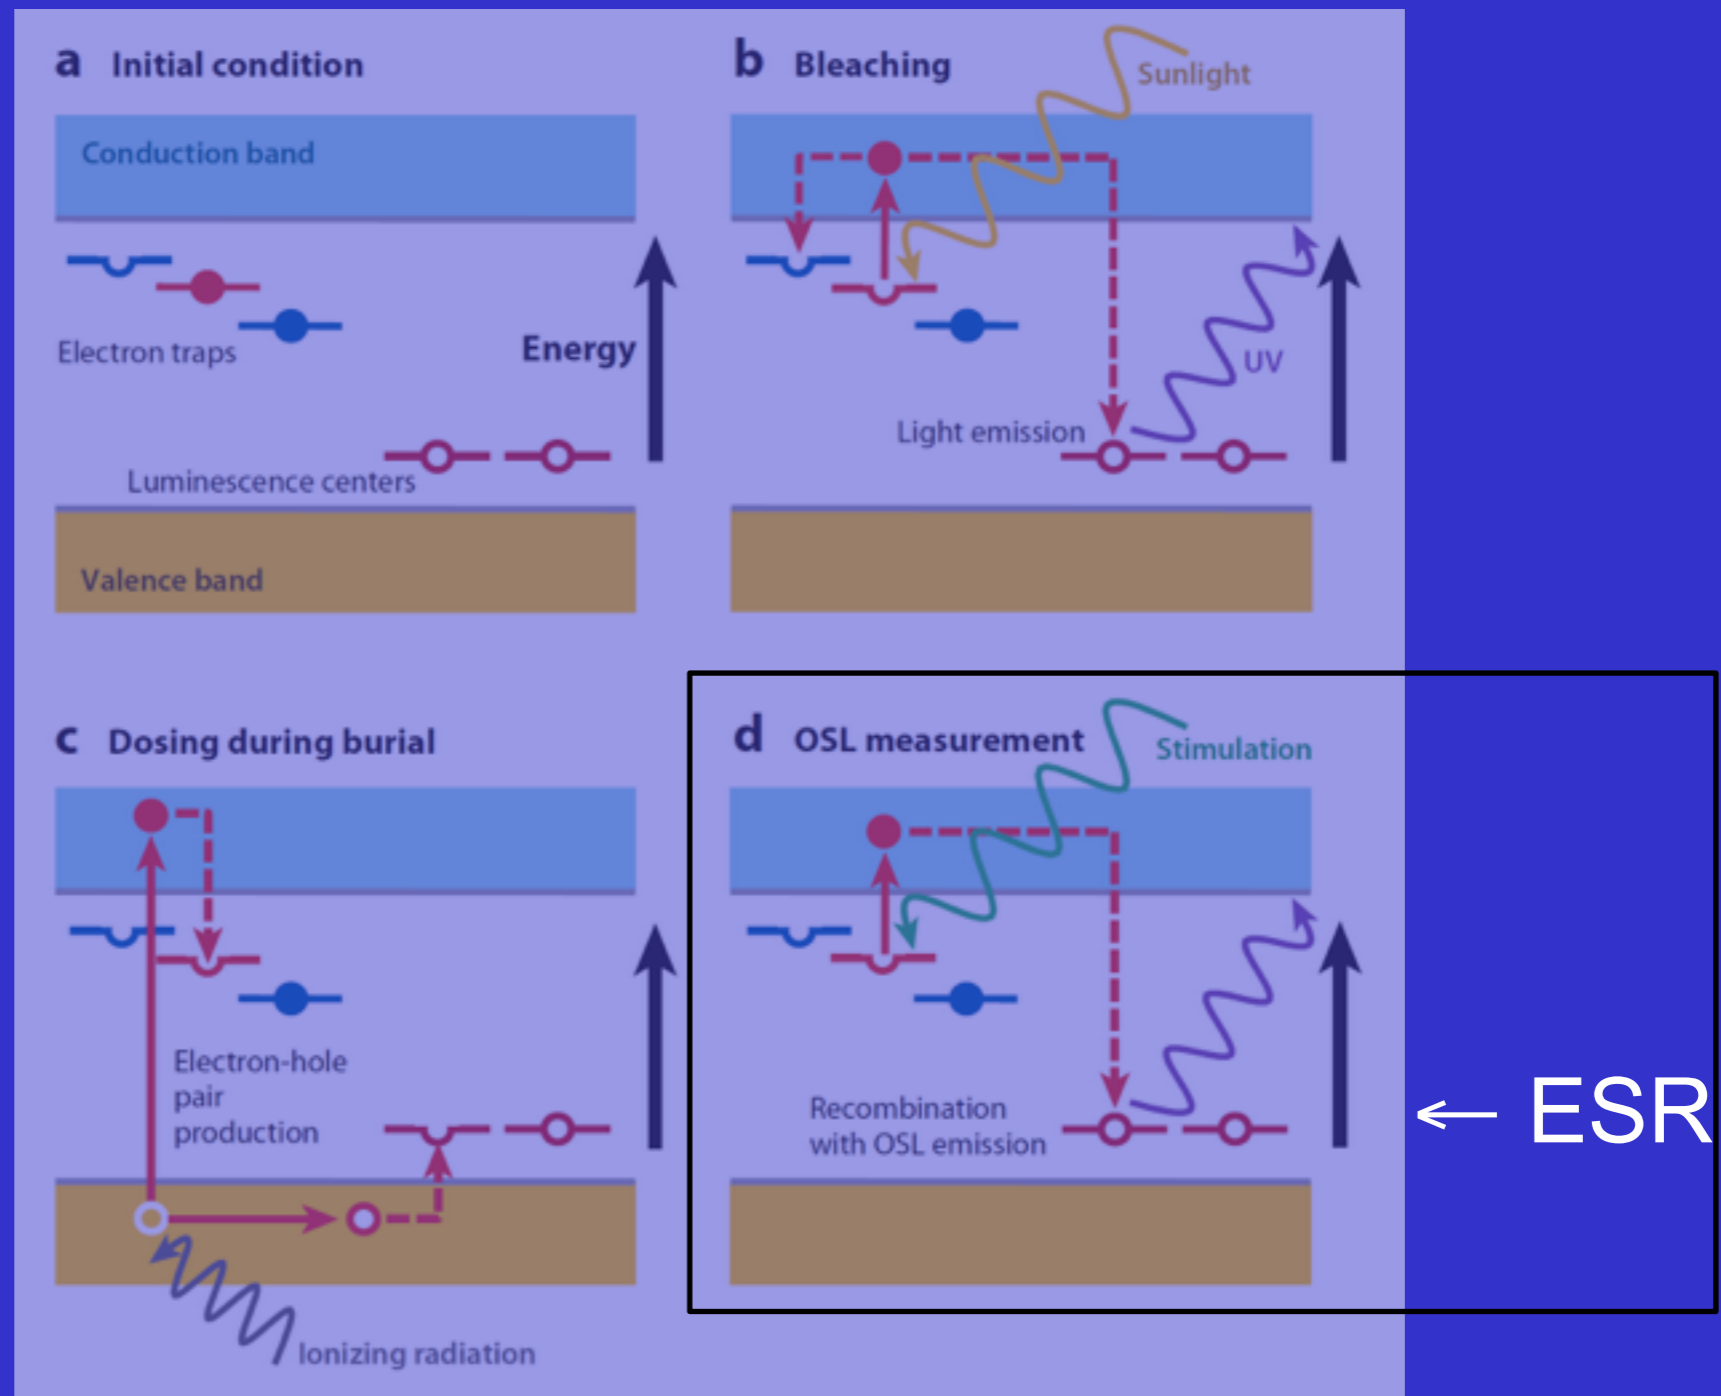 a Initial condition
Conduction band
Electron traps
Energy
Luminescence centers
Valence band
b Bleaching
Sunlight
UV
Light emission
c Dosing during burial
Electron-hole
pair
production
Ionizing radiation
d OSL measurement
Stimulation
Recombination
with OSL emission
← ESR